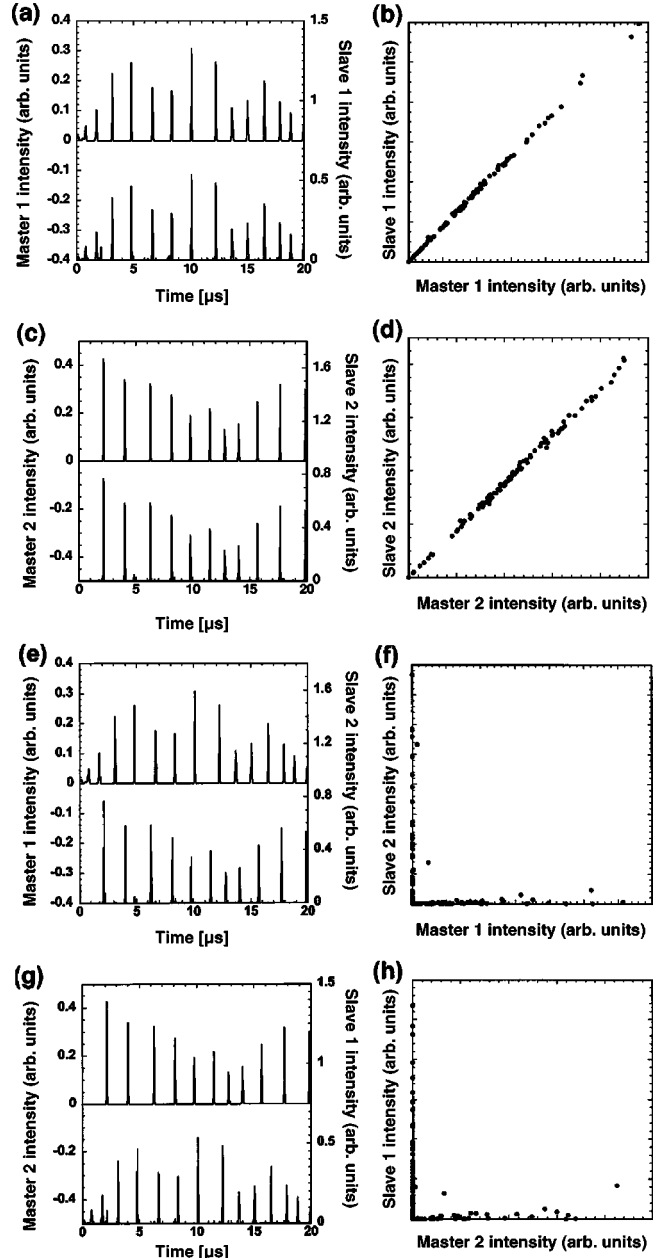 (a)
0.4
0.3
0.2
0.1
0
-0.1
-0.2
-0.3
-0.4
Master 1 intensity (arb. units)
1.5
1
0.5
0
Slave 1 intensity (arb. units)
0 5 10 15 20
Time [µs]
(b)
Slave 1 intensity (arb. units)
Master 1 intensity (arb. units)
(c)
0.4
0.2
0
-0.2
-0.4
Master 2 intensity (arb. units)
1.6
1.2
0.8
0.4
0
Slave 2 intensity (arb. units)
0 5 10 15 20
Time [µs]
(d)
Slave 2 intensity (arb. units)
Master 2 intensity (arb. units)
(e)
0.4
0.3
0.2
0.1
0
-0.1
-0.2
-0.3
-0.4
Master 1 intensity (arb. units)
1.6
1.2
0.8
0.4
0
Slave 2 intensity (arb. units)
0 5 10 15 20
Time [µs]
(f)
Slave 2 intensity (arb. units)
Master 1 intensity (arb. units)
(g)
0.4
0.2
0
-0.2
-0.4
Master 2 intensity (arb. units)
1.5
1
0.5
0
Slave 1 intensity (arb. units)
0 5 10 15 20
Time [µs]
(h)
Slave 1 intensity (arb. units)
Master 2 intensity (arb. units)